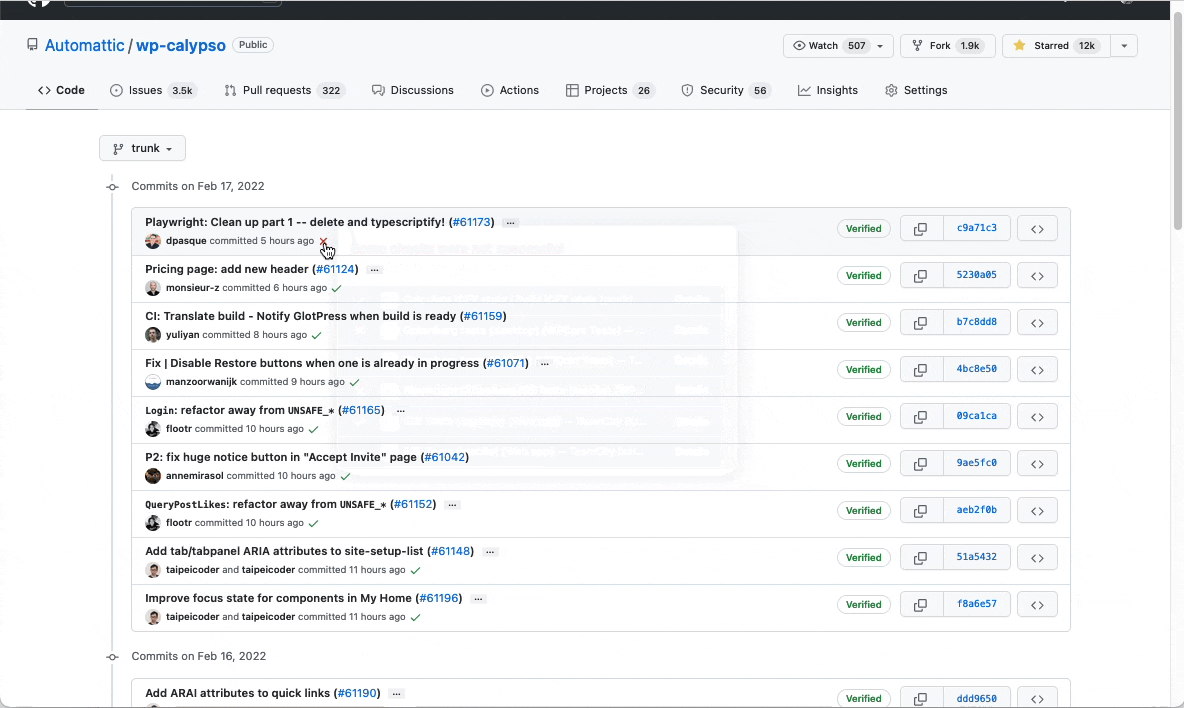 Automattic / wp-calypso Public
Watch 507
Fork 1.9k
Starred 12k
Code
Issues 3.5k
Pull requests 322
Discussions
Actions
Projects 26
Security 56
Insights
Settings
trunk
Commits on Feb 17, 2022
Playwright: Clean up part 1 -- delete and typescriptify! (#61173) ...
dpasque committed 5 hours ago
Verified
c9a71c3
Pricing page: add new header (#61124) ...
monsieur-z committed 6 hours ago
Verified
5230a05
CI: Translate build - Notify GlotPress when build is ready (#61159)
yuliyan committed 8 hours ago
Verified
b7c8dd8
Fix | Disable Restore buttons when one is already in progress (#61071) ...
manzoorwanijk committed 9 hours ago
Verified
4bc8e50
Login: refactor away from UNSAFE_* (#61165) ...
flootr committed 10 hours ago
Verified
09ca1ca
P2: fix huge notice button in "Accept Invite" page (#61042)
annemirasol committed 10 hours ago
Verified
9ae5fc0
QueryPostLikes: refactor away from UNSAFE_* (#61152) ...
flootr committed 10 hours ago
Verified
aeb2f0b
Add tab/tabpanel ARIA attributes to site-setup-list (#61148) ...
taipeicoder and taipeicoder committed 11 hours ago
Verified
51a5432
Improve focus state for components in My Home (#61196) ...
taipeicoder and taipeicoder committed 11 hours ago
Verified
f8a6e57
Commits on Feb 16, 2022
Add ARAI attributes to quick links (#61190) ...
Verified
ddd9650